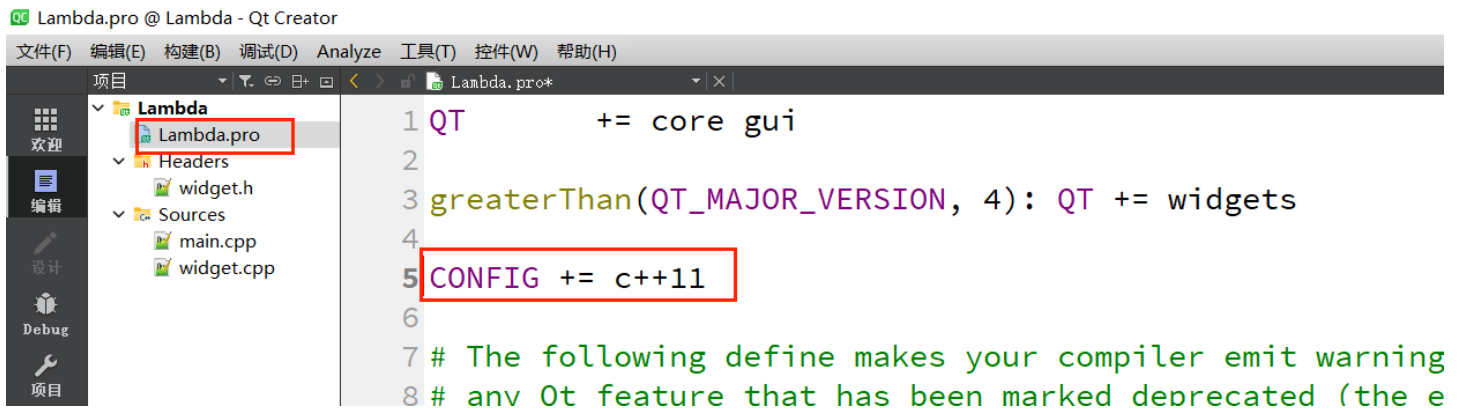 Lambda.pro @ Lambda - Qt Creator
文件(F) 编辑(E) 构建(B) 调试(D) Analyze 工具(T) 控件(W) 帮助(H)
项目 Lambda.pro*
欢迎
编辑
设计
Debug
项目
Lambda
Lambda.pro
Headers
widget.h
Sources
main.cpp
widget.cpp
1 QT += core gui
2
3 greaterThan(QT_MAJOR_VERSION, 4): QT += widgets
4
5 CONFIG += c++11
6
7 # The following define makes your compiler emit warning
8 # any Qt feature that has been marked deprecated (the e